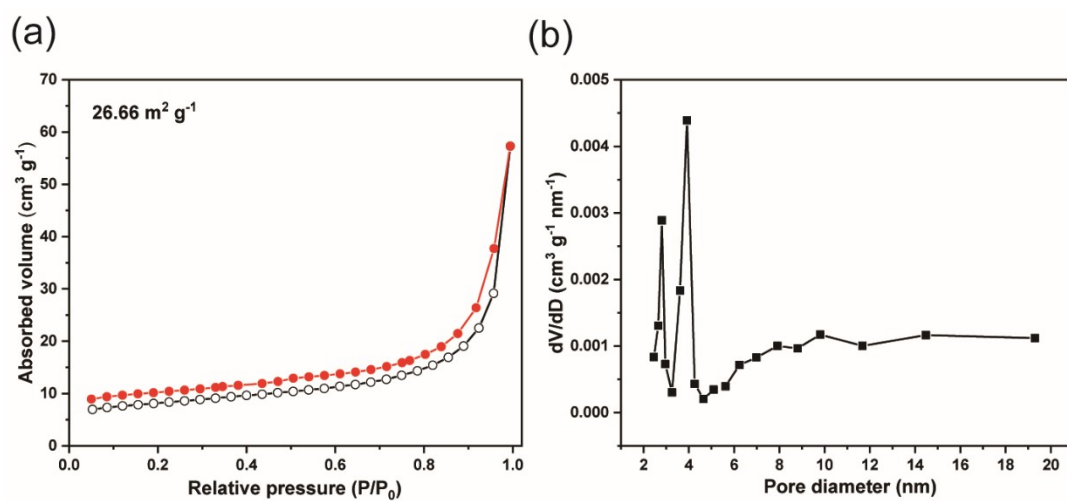 (a)
26.66 m² g⁻¹
Absorbed volume (cm³ g⁻¹)
70
60
50
40
30
20
10
0
0.0 0.2 0.4 0.6 0.8 1.0
Relative pressure (P/P₀)
(b)
dV/dD (cm³ g⁻¹ nm⁻¹)
0.005
0.004
0.003
0.002
0.001
0.000
2 4 6 8 10 12 14 16 18 20
Pore diameter (nm)